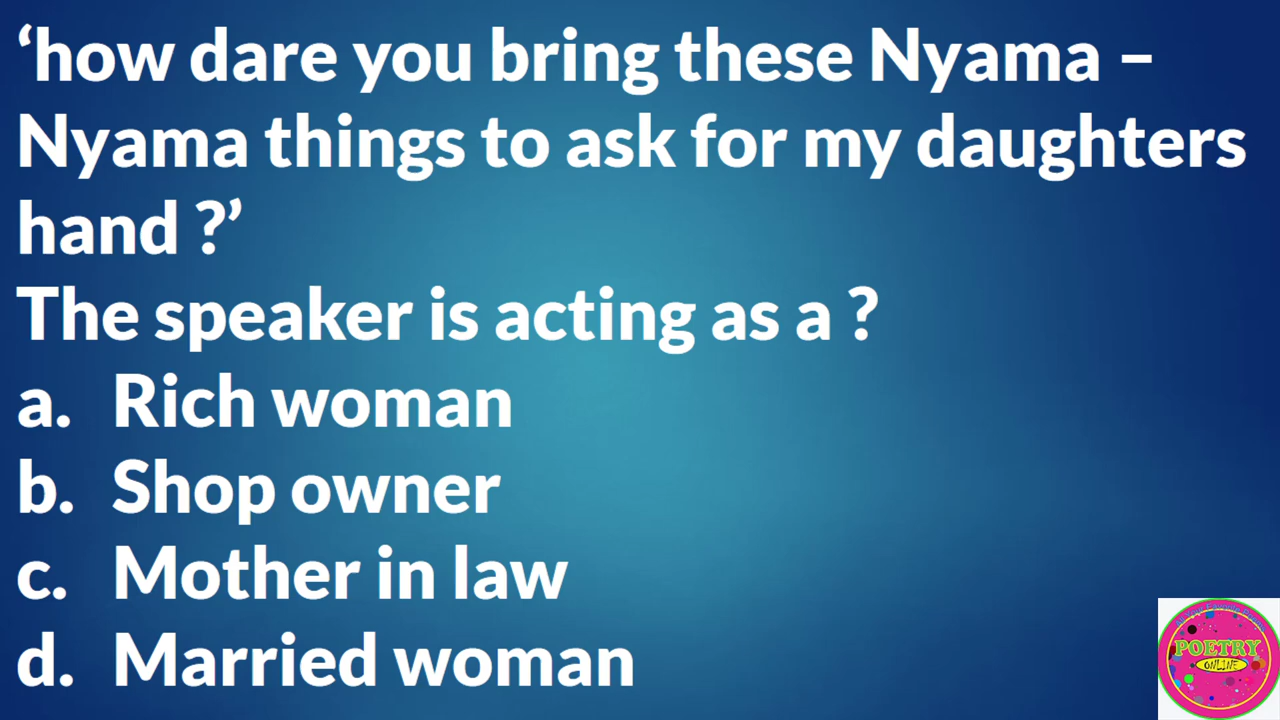 ‘how dare you bring these Nyama –
Nyama things to ask for my daughters
hand ?’
The speaker is acting as a ?
a. Rich woman
b. Shop owner
c. Mother in law
d. Married woman
POETRY
ONLINE